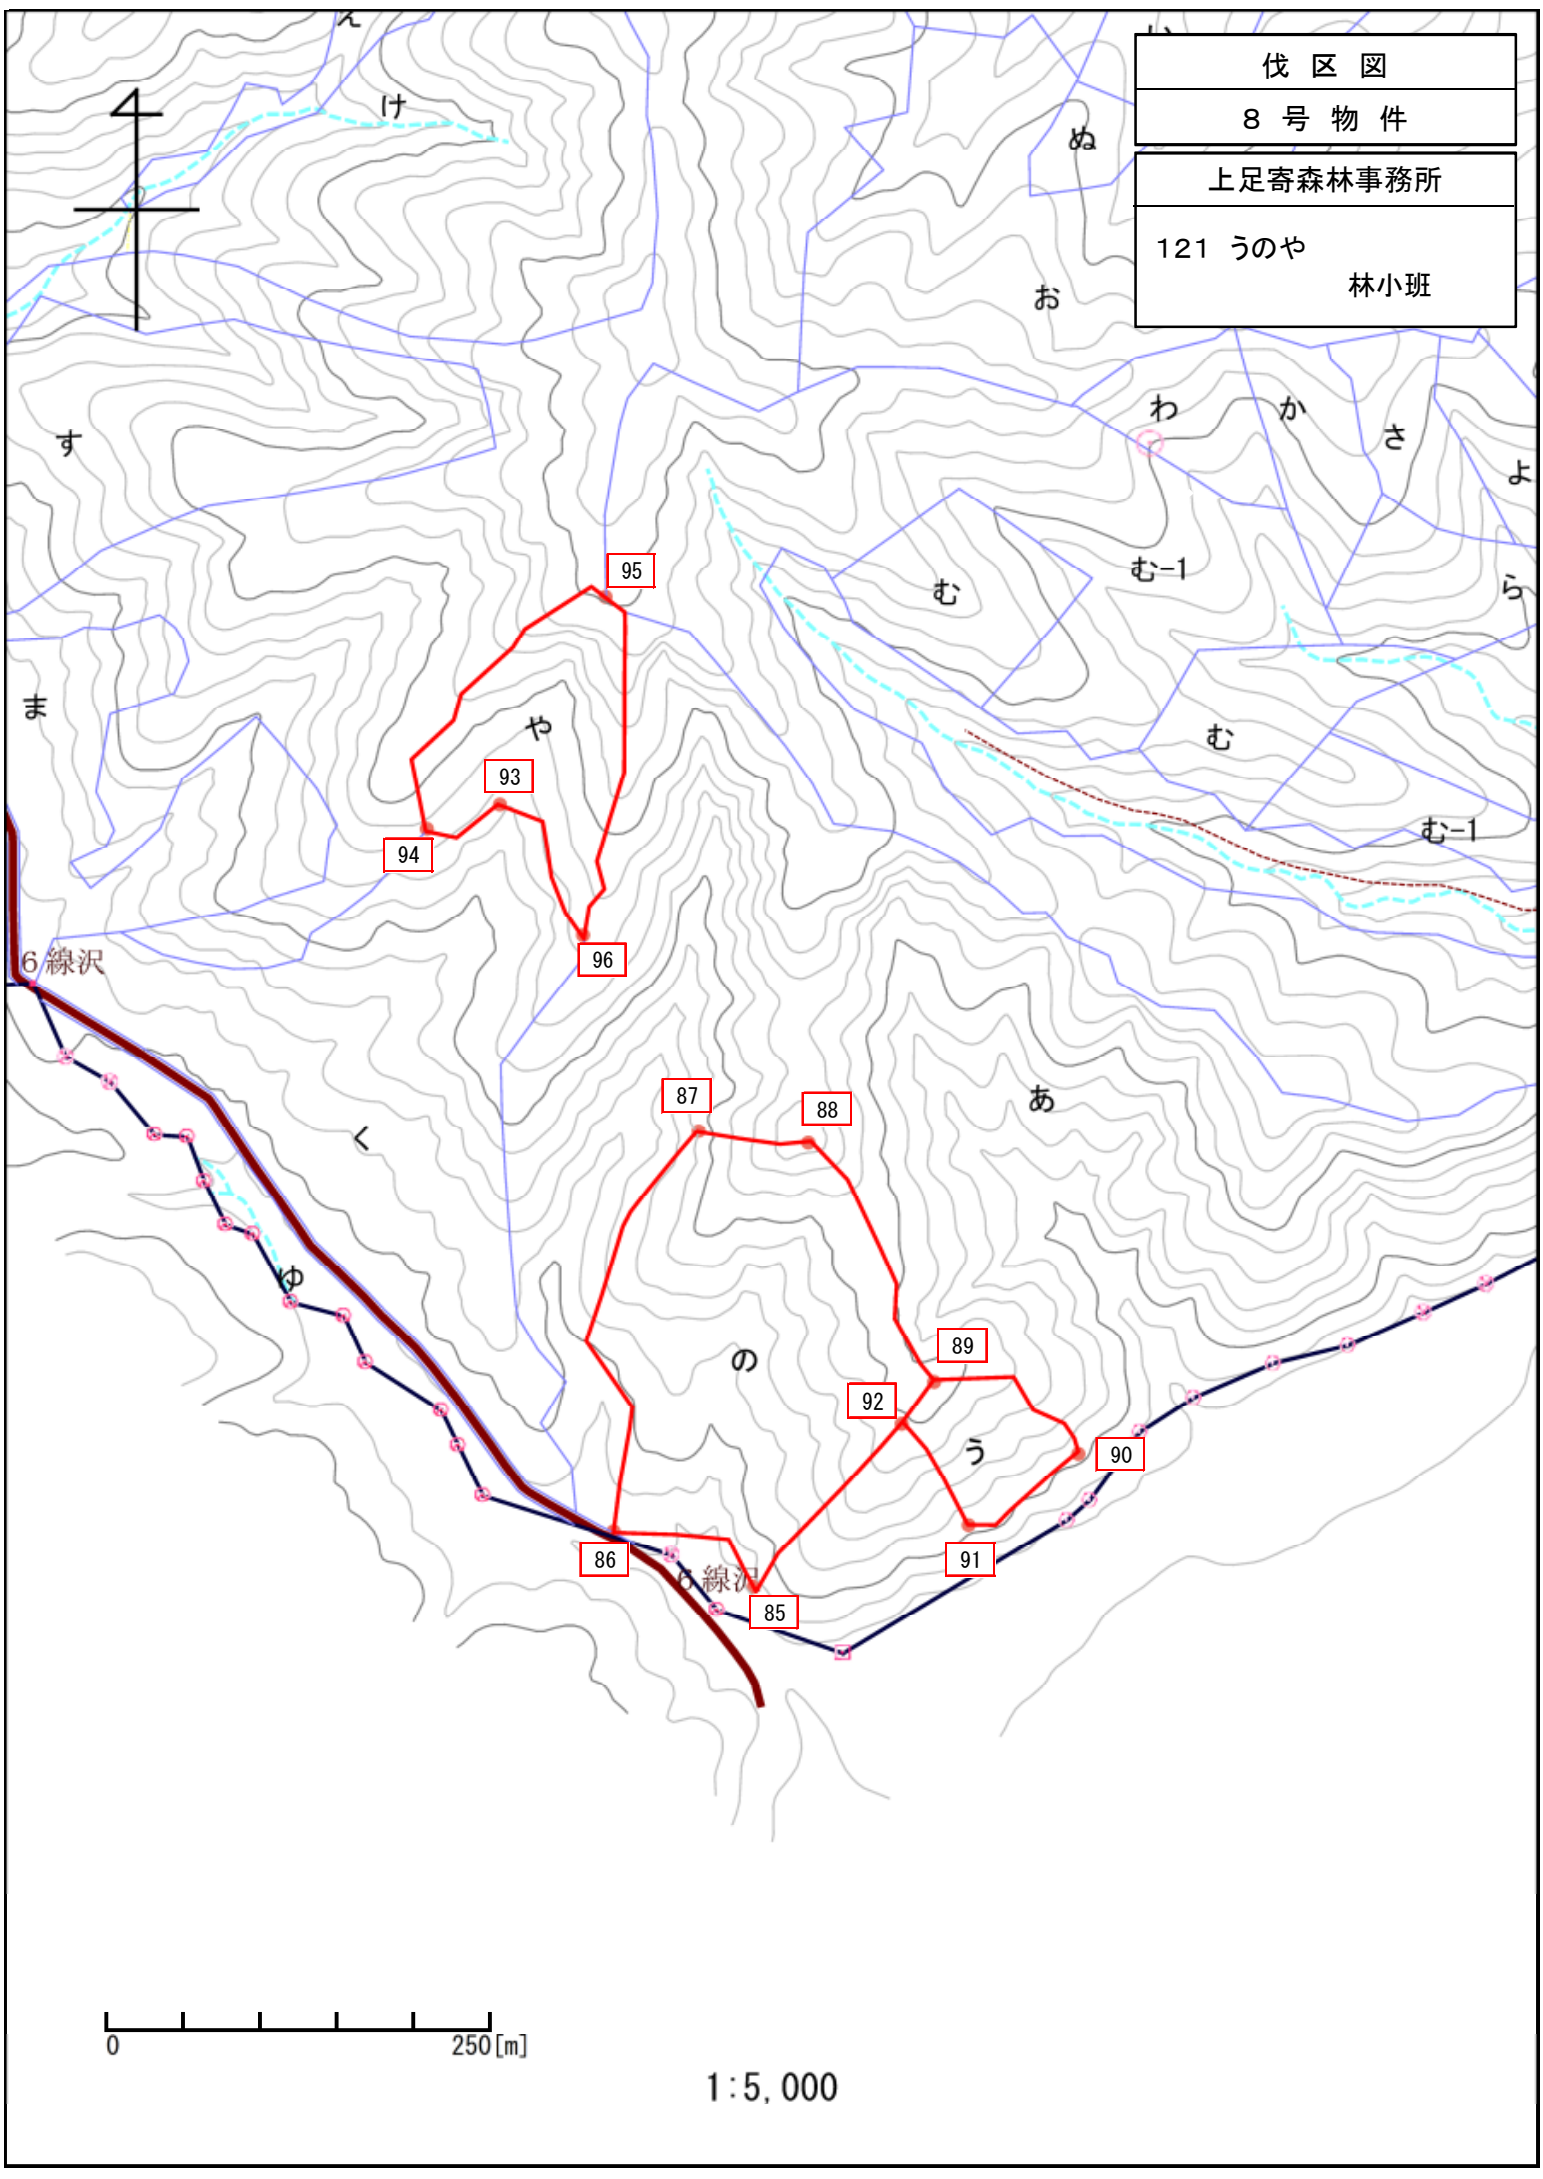 伐 区 図
8 号 物 件
上足寄森林事務所
121 うのや
林小班
え
け
ぬ
お
す
わ
か
さ
よ
95
む
む-1
ら
ま
や
む
93
む-1
94
6線沢
96
87
88
あ
く
ゆ
の
89
92
う
90
86
91
6線沢
85
0
250[m]
1:5,000